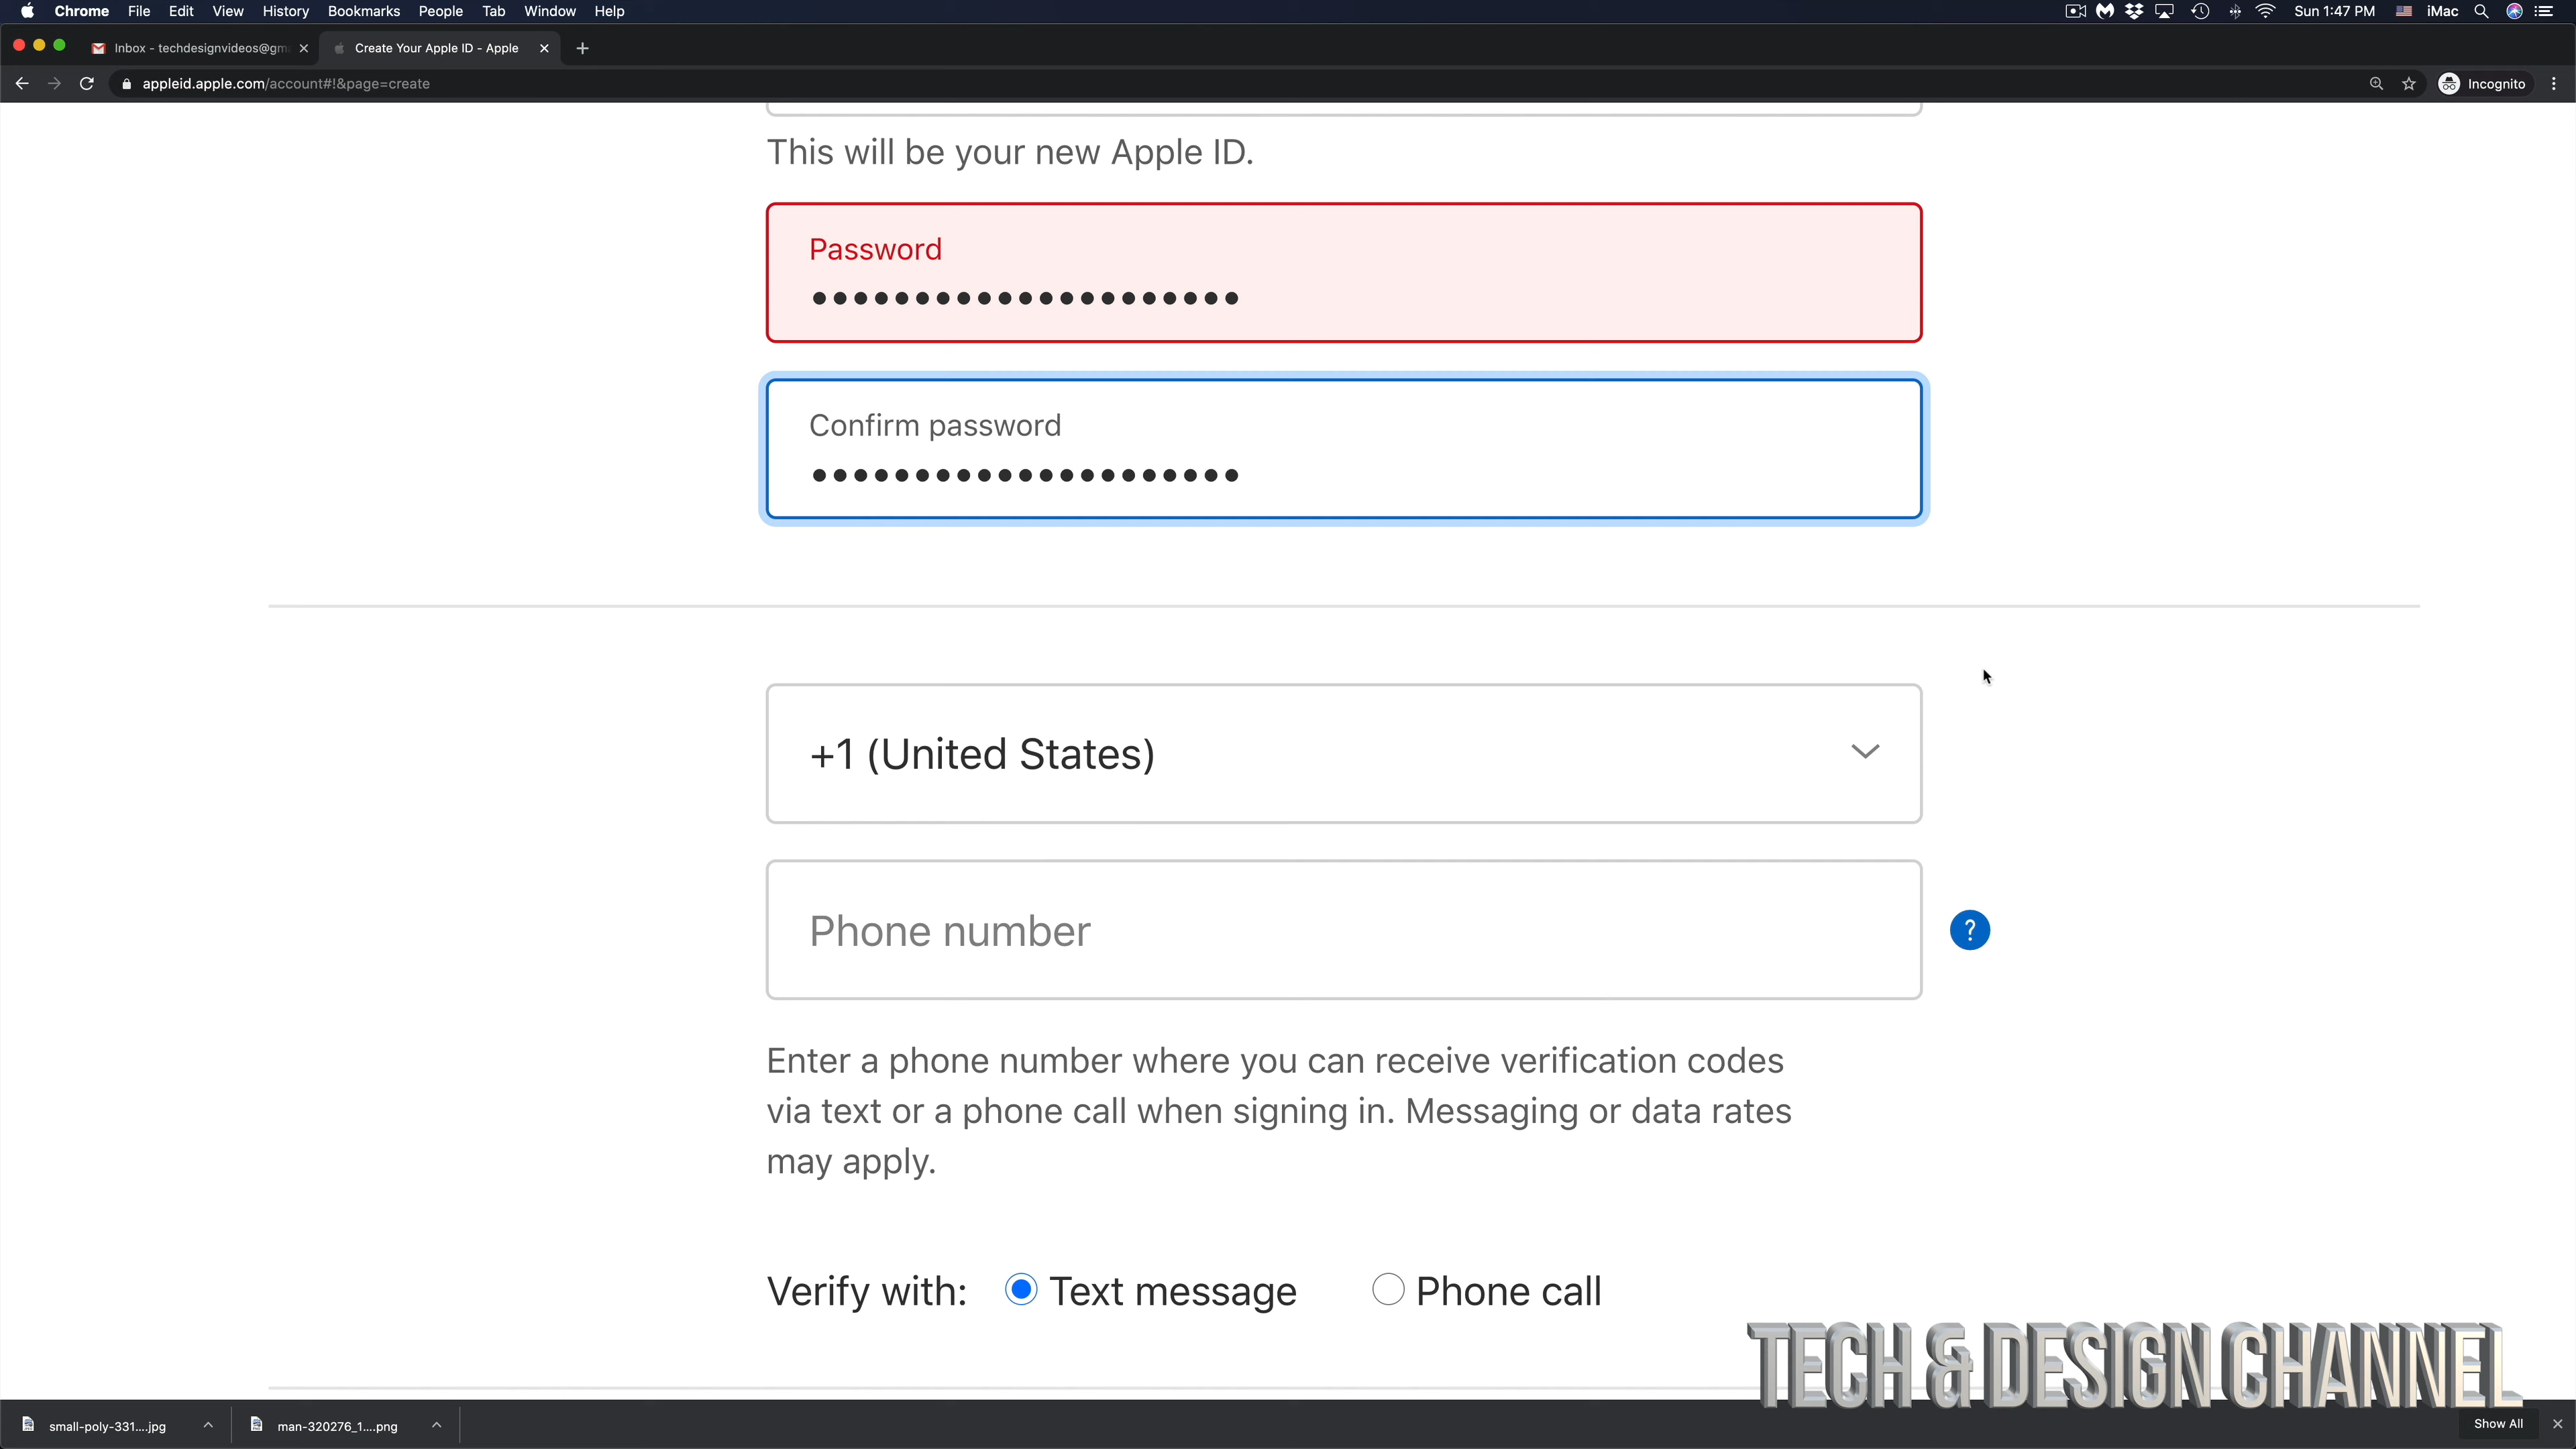 Chrome File Edit View History Bookmarks People Tab Window Help Sun 1:47 PM iMac
Inbox - techdesignvideos@gm Create Your Apple ID - Apple
appleid.apple.com/account#!&page=create Incognito
This will be your new Apple ID.
Password
Confirm password
+1 (United States)
Phone number
?
Enter a phone number where you can receive verification codes
via text or a phone call when signing in. Messaging or data rates
may apply.
Verify with: Text message Phone call
TECH & DESIGN CHANNEL
small-poly-331....jpg man-320276_1....png Show All